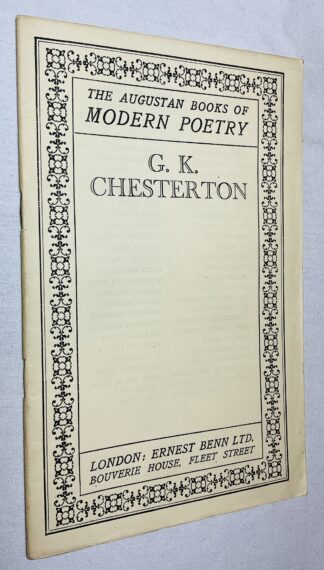 THE AUGUSTAN BOOKS OF
MODERN POETRY
G. K.
CHESTERTON
LONDON: ERNEST BENN LTD.
BOUVERIE HOUSE, FLEET STREET